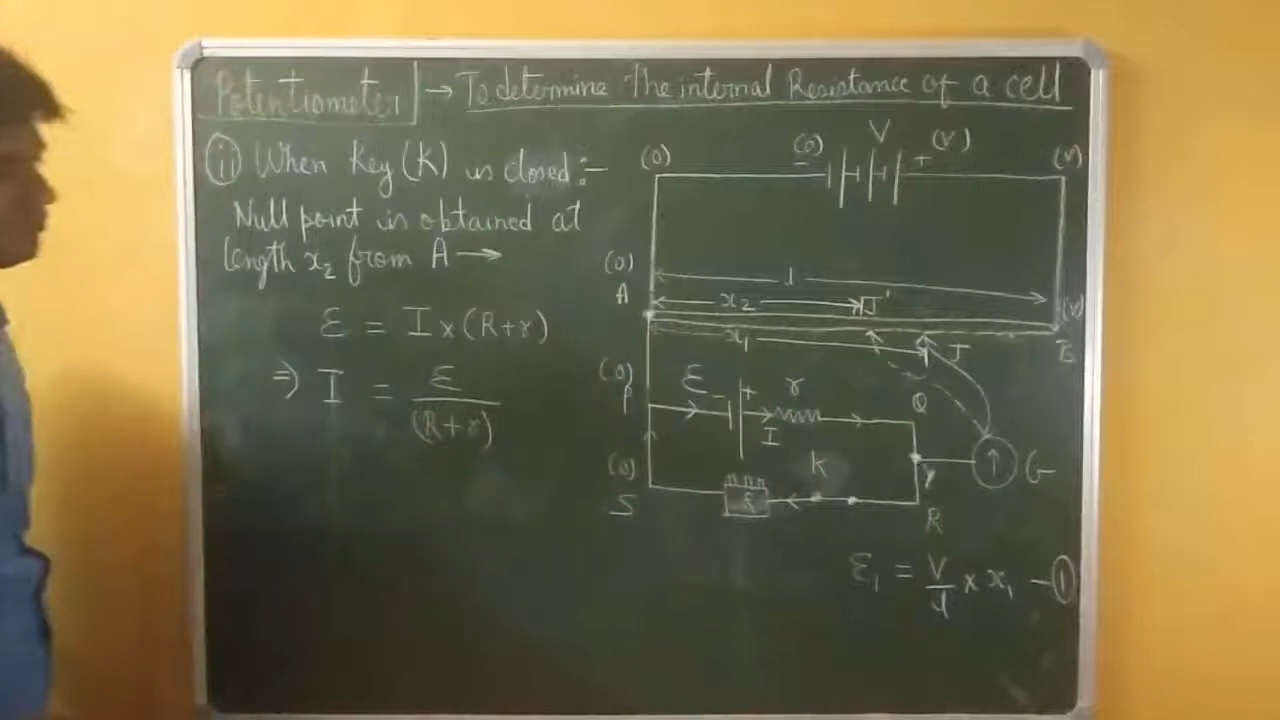 Potentiometer → To determine The internal Resistance of a cell
(ii) When Key (K) is closed :-
Null point is obtained at
length x₂ from A →
ε = I x (R+r)
⇒ I = ε
(R+r)
(0) (0) V (V) (V)
- +
(0) l
A x₂ J' (V)
x₁ J B
(0) ε - + r Q
P I
(0) K G
S R R
ε₁ = V/l x x₁ -①